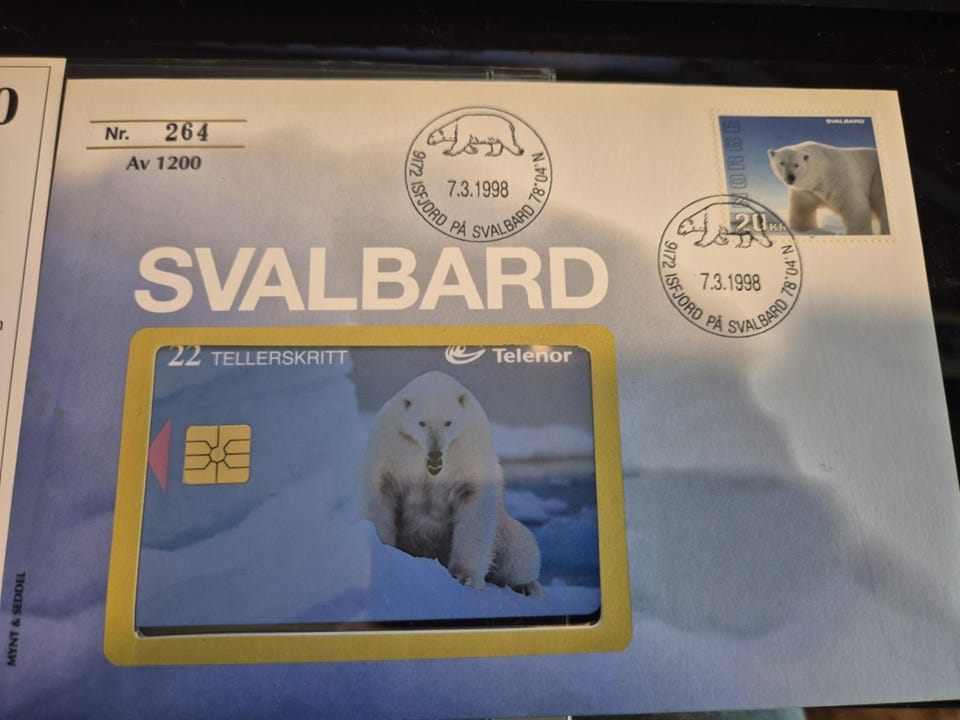 0
Nr. 264
Av 1200
9172 ISFJORD PÅ SVALBARD 78°04'N.
7.3.1998
SVALBARD
NORGE
20 KR
9172 ISFJORD PÅ SVALBARD 78°04'N.
7.3.1998
SVALBARD
22 TELLERSKRITT
Telenor
MYNT & SEDDEL